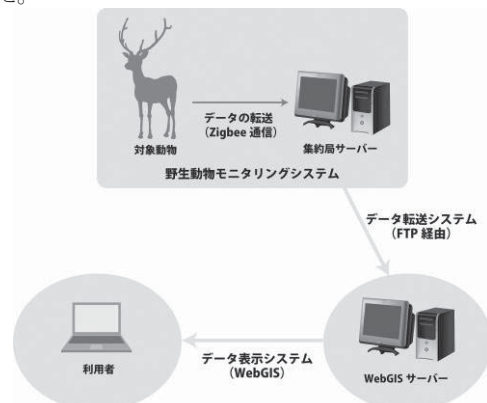 と。
データの転送
(Zigbee 通信)
対象動物
集約局サーバー
野生動物モニタリングシステム
データ転送システム
(FTP 経由)
利用者
データ表示システム
(WebGIS)
WebGIS サーバー